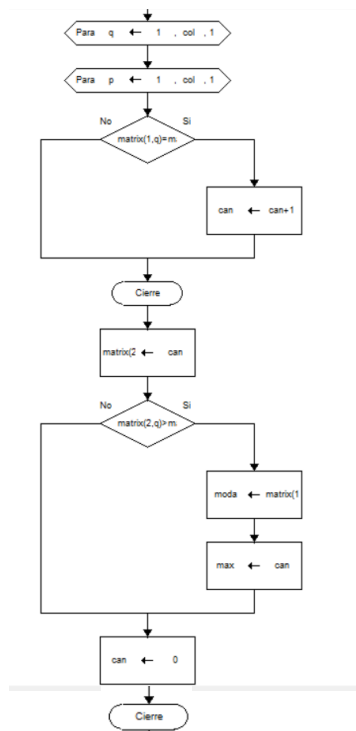 Para q ← 1 , col , 1
Para p ← 1 , col , 1
No Si
matrix(1,q)=m
can ← can+1
Cierre
matrix(2 ← can
No Si
matrix(2,q)>m
moda ← matrix(1
max ← can
can ← 0
Cierre